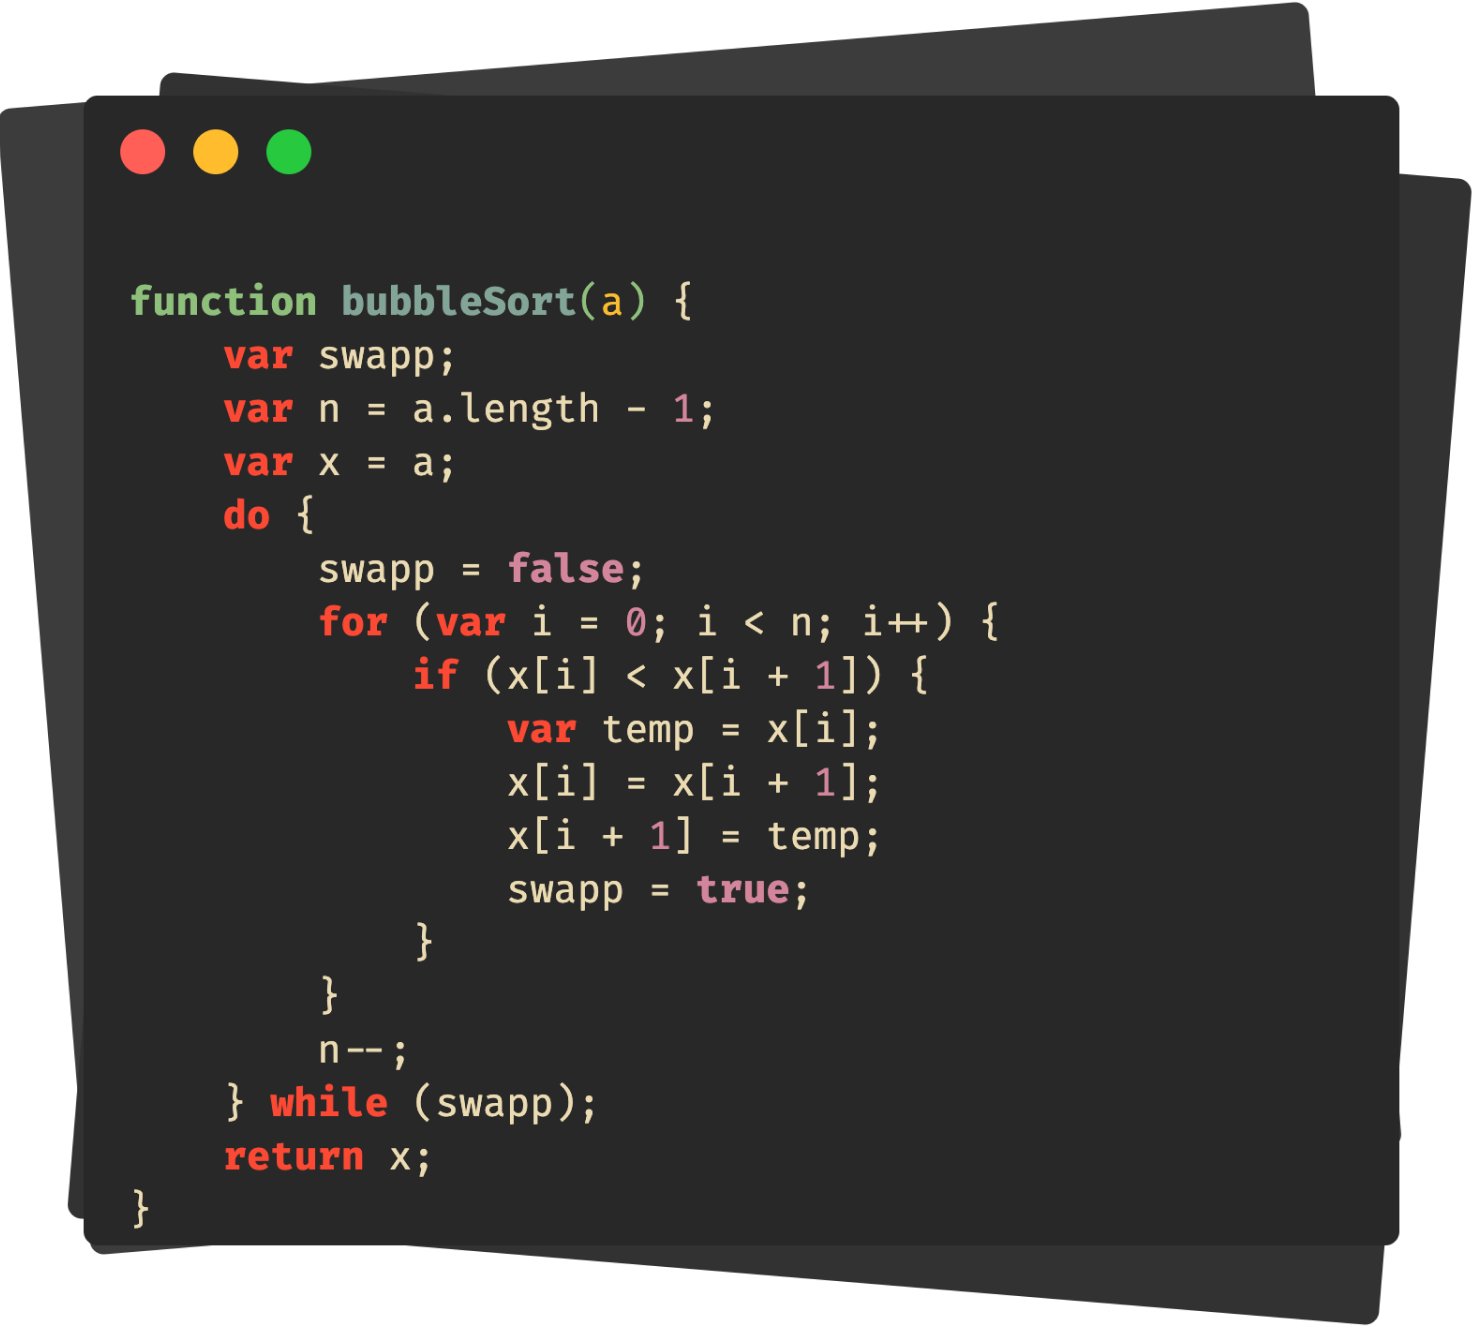 function bubbleSort(a) {
    var swapp;
    var n = a.length - 1;
    var x = a;
    do {
        swapp = false;
        for (var i = 0; i < n; i++) {
            if (x[i] < x[i + 1]) {
                var temp = x[i];
                x[i] = x[i + 1];
                x[i + 1] = temp;
                swapp = true;
            }
        }
        n--;
    } while (swapp);
    return x;
}